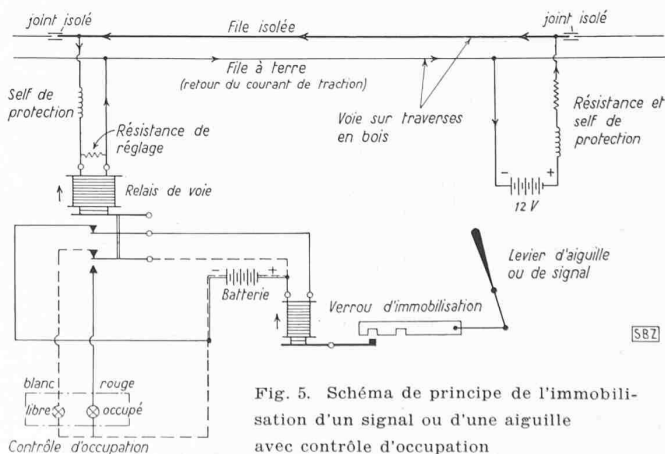 joint isolé
File isolée
joint isolé
File à terre
(retour du courant de traction)
Self de
protection
Voie sur traverses
en bois
Résistance et
self de
protection
Résistance de
réglage
Relais de voie
- +
12 V
Levier d'aiguille
ou de signal
- +
Batterie
Verrou d'immobilisation
SBZ
blanc
rouge
libre
occupé
Contrôle d'occupation
Fig. 5. Schéma de principe de l'immobili-
sation d'un signal ou d'une aiguille
avec contrôle d'occupation